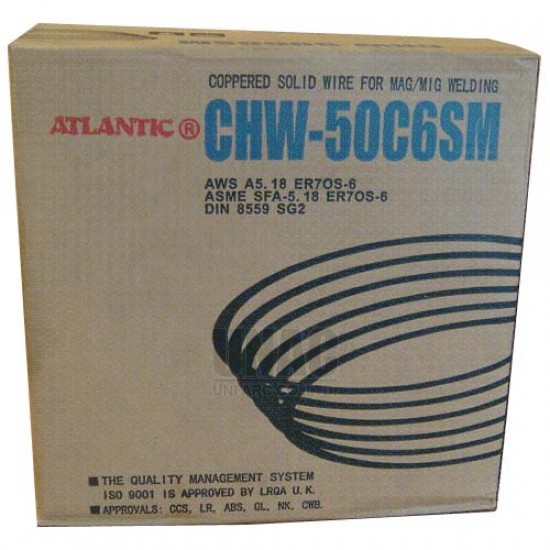 COPPERED SOLID WIRE FOR MAG/MIG WELDING
ATLANTIC® CHW-50C6SM
AWS A5.18 ER7OS-6
ASME SFA-5.18 ER7OS-6
DIN 8559 SG2
■THE QUALITY MANAGEMENT SYSTEM
ISO 9001 IS APPROVED BY LRQA U.K.
■APPROVALS: CCS, LR, ABS, GL, NK, CWB.